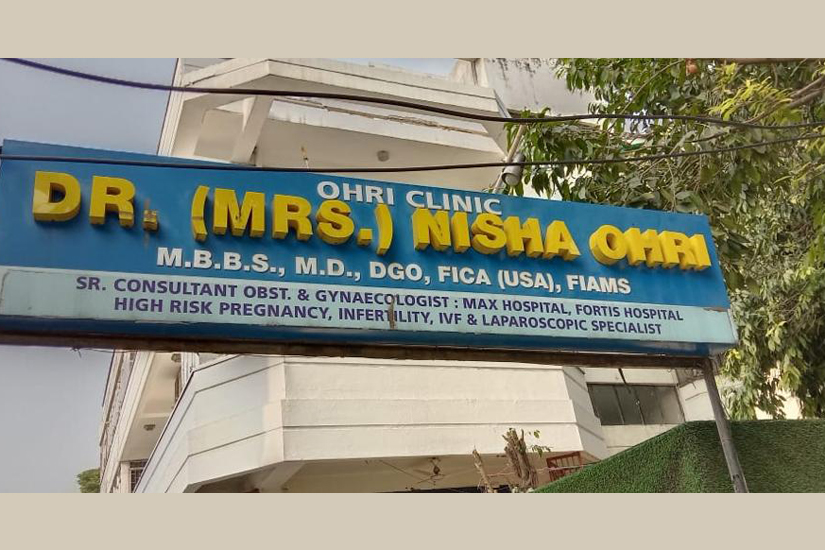 OHRI CLINIC
DR. (MRS.) NISHA OHRI
M.B.B.S., M.D., DGO, FICA (USA), FIAMS
SR. CONSULTANT OBST. & GYNAECOLOGIST : MAX HOSPITAL, FORTIS HOSPITAL
HIGH RISK PREGNANCY, INFERTILITY, IVF & LAPAROSCOPIC SPECIALIST